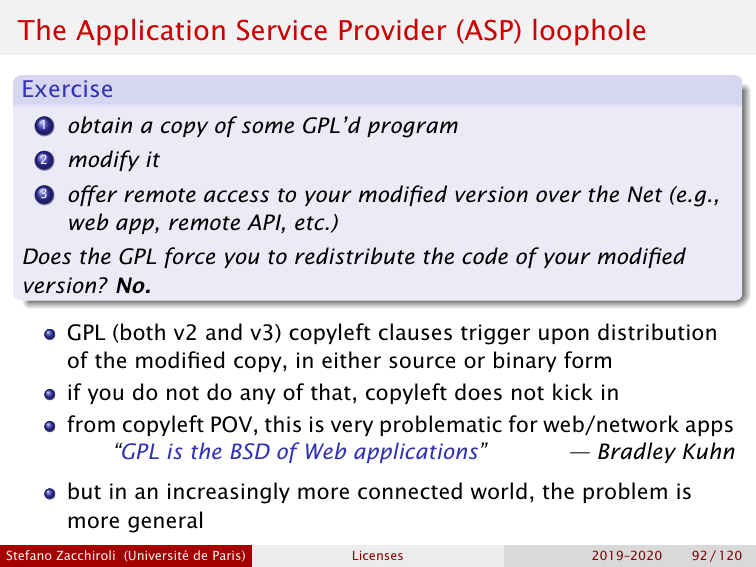 The Application Service Provider (ASP) loophole
Exercise
1 obtain a copy of some GPL’d program
2 modify it
3 offer remote access to your modified version over the Net (e.g.,
web app, remote API, etc.)
Does the GPL force you to redistribute the code of your modified
version? No.
GPL (both v2 and v3) copyleft clauses trigger upon distribution
of the modified copy, in either source or binary form
if you do not do any of that, copyleft does not kick in
from copyleft POV, this is very problematic for web/network apps
“GPL is the BSD of Web applications” — Bradley Kuhn
but in an increasingly more connected world, the problem is
more general
Stefano Zacchiroli (Université de Paris) Licenses 2019–2020 92 / 120